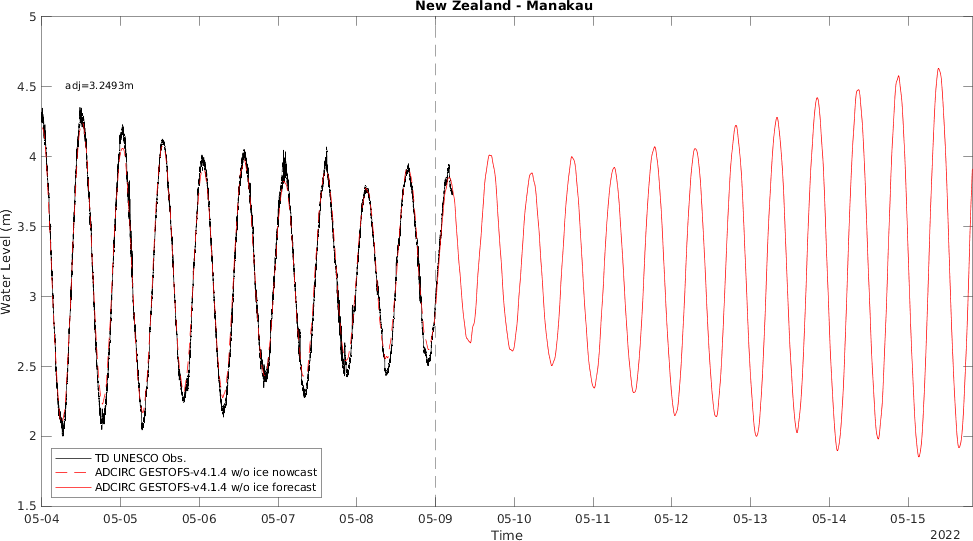 New Zealand - Manakau
5
4.5
adj=3.2493m
4
3.5
Water Level (m)
3
2.5
2
TD UNESCO Obs.
ADCIRC GESTOFS-v4.1.4 w/o ice nowcast
ADCIRC GESTOFS-v4.1.4 w/o ice forecast
1.5
05-04 05-05 05-06 05-07 05-08 05-09 05-10 05-11 05-12 05-13 05-14 05-15
Time
2022